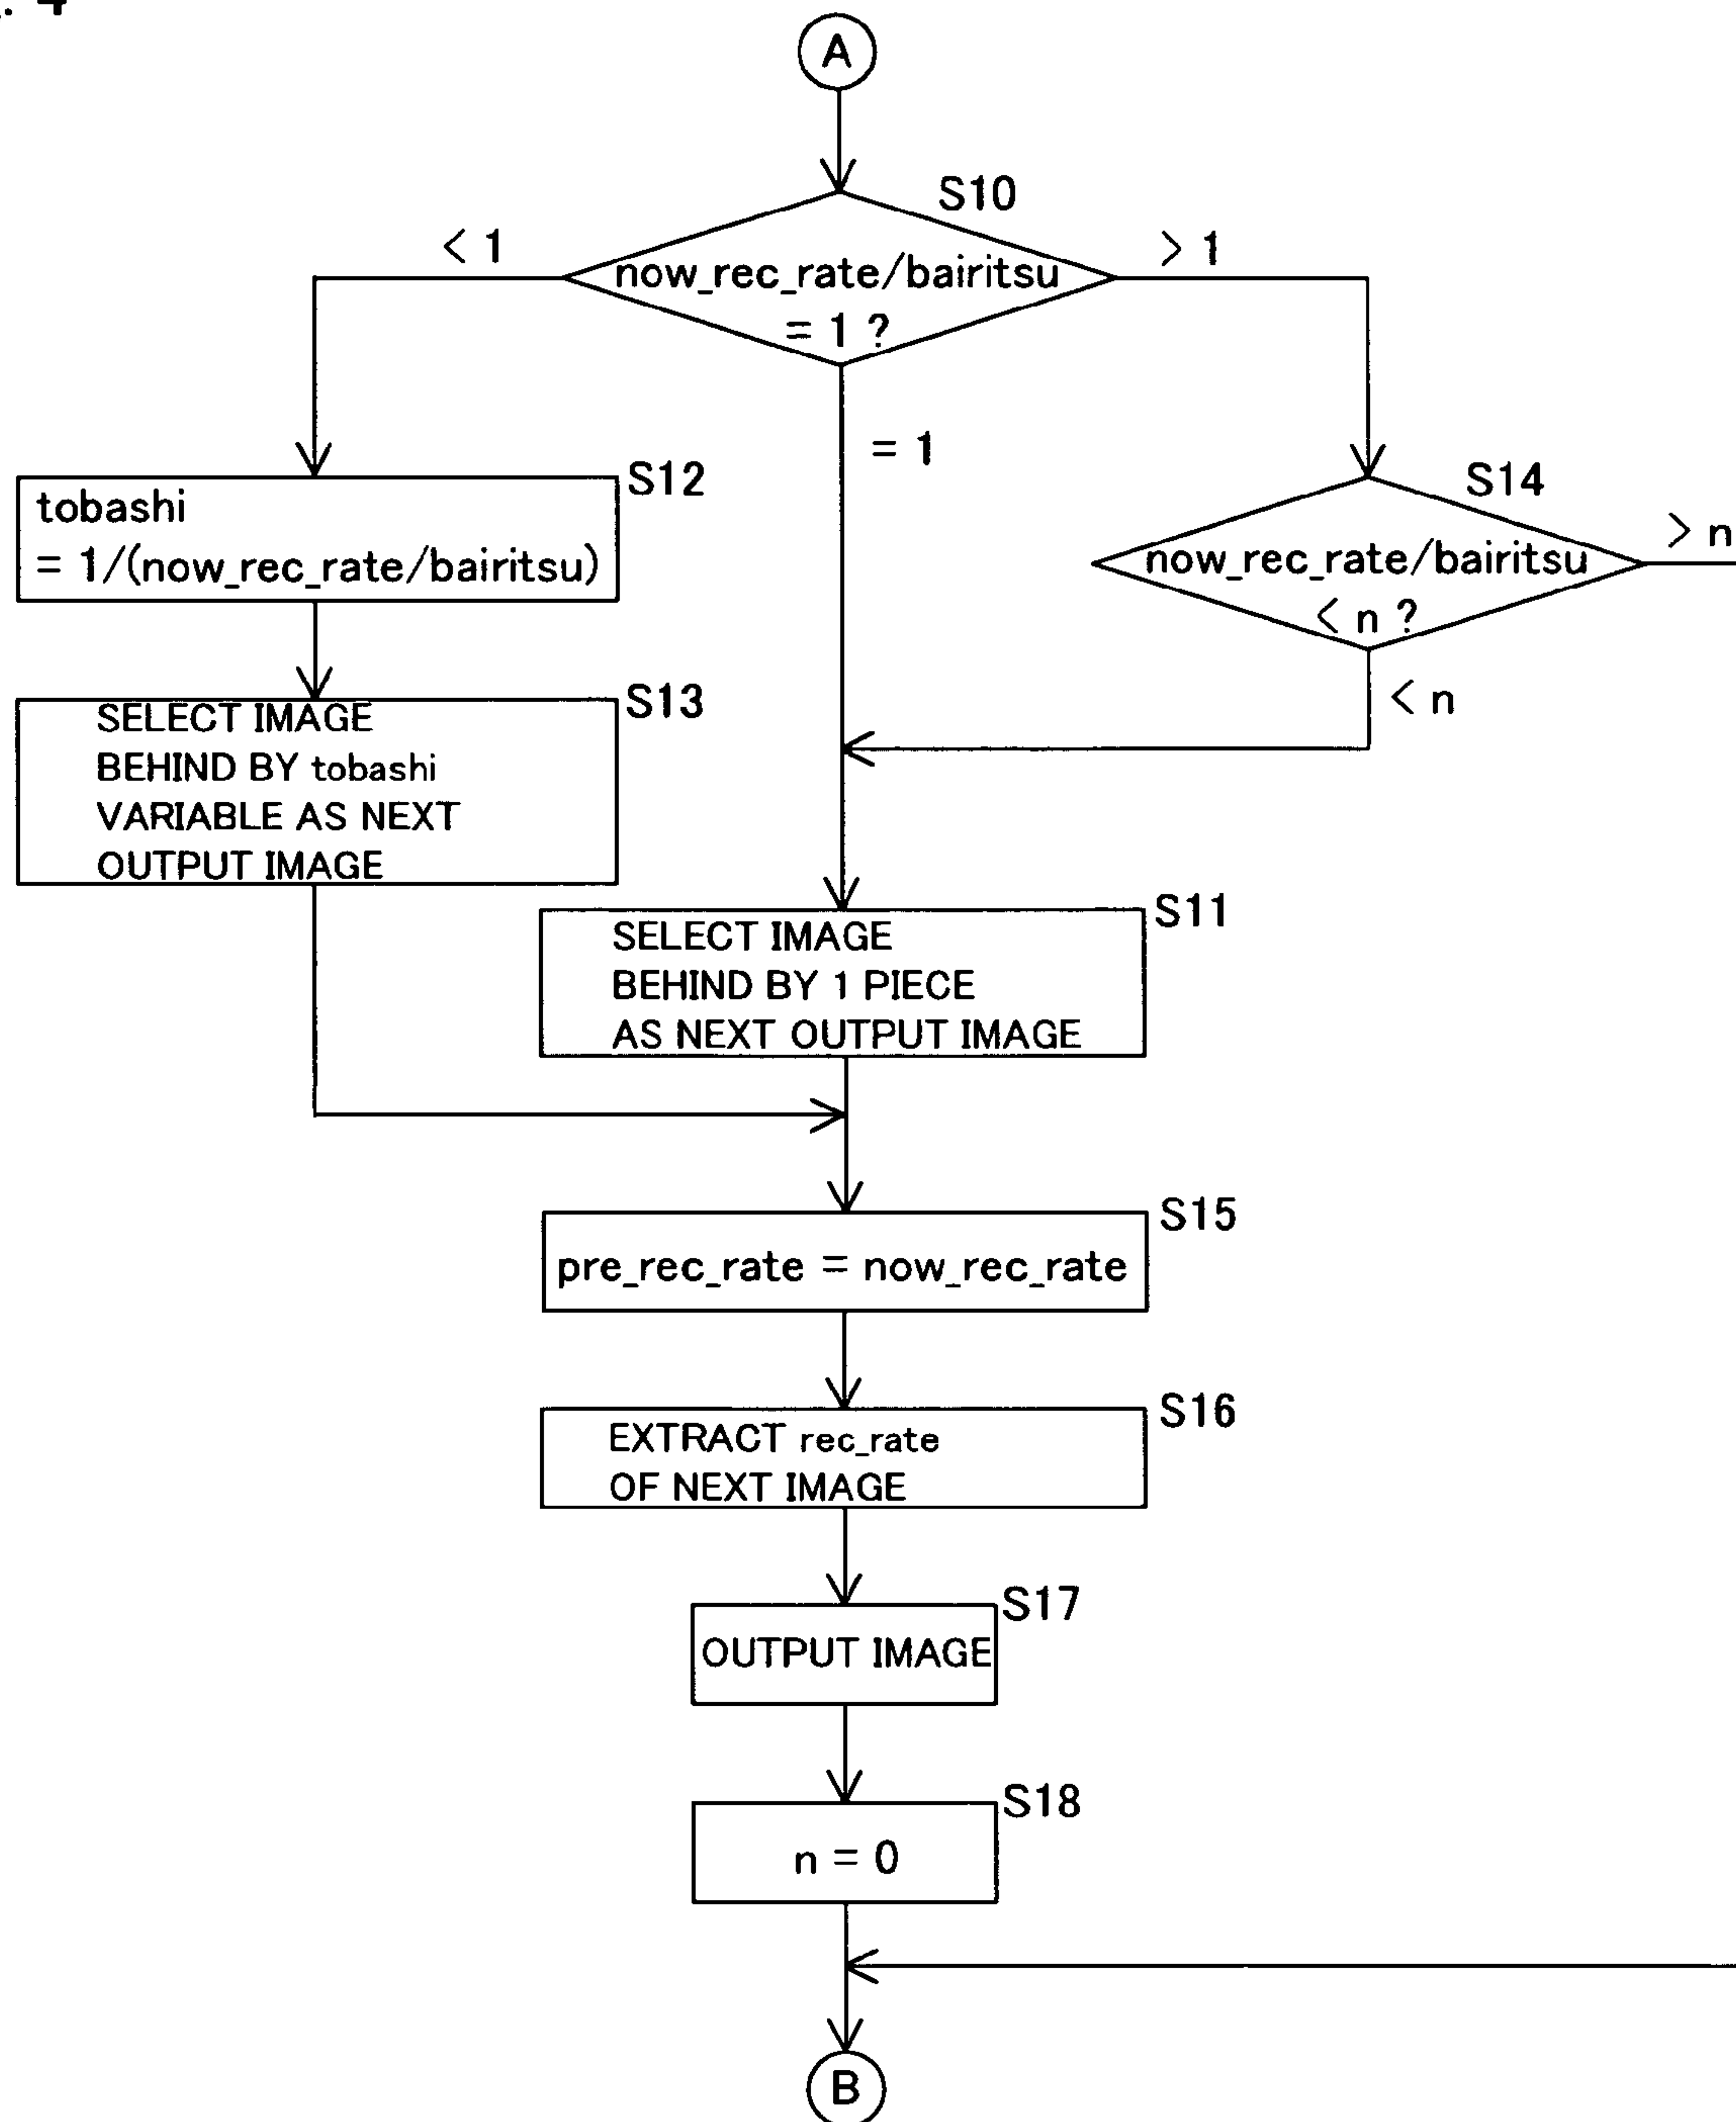 . 4
A
S10
< 1
> 1
now_rec_rate/bairitsu
= 1 ?
= 1
S12
tobashi
= 1/(now_rec_rate/bairitsu)
S14
now_rec_rate/bairitsu
< n ?
> n
< n
S13
SELECT IMAGE
BEHIND BY tobashi
VARIABLE AS NEXT
OUTPUT IMAGE
S11
SELECT IMAGE
BEHIND BY 1 PIECE
AS NEXT OUTPUT IMAGE
S15
pre_rec_rate = now_rec_rate
S16
EXTRACT rec_rate
OF NEXT IMAGE
S17
OUTPUT IMAGE
S18
n = 0
B